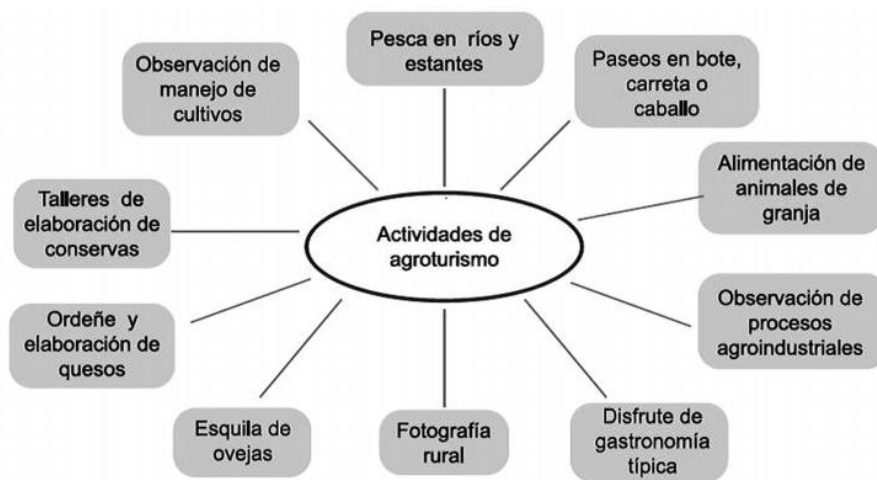 Pesca en ríos y
estantes
Observación de
manejo de
cultivos
Paseos en bote,
carreta o
caballo
Talleres de
elaboración de
conservas
Actividades de
agroturismo
Alimentación de
animales de
granja
Ordeñe y
elaboración de
quesos
Observación de
procesos
agroindustriales
Esquila de
ovejas
Fotografía
rural
Disfrute de
gastronomía
típica